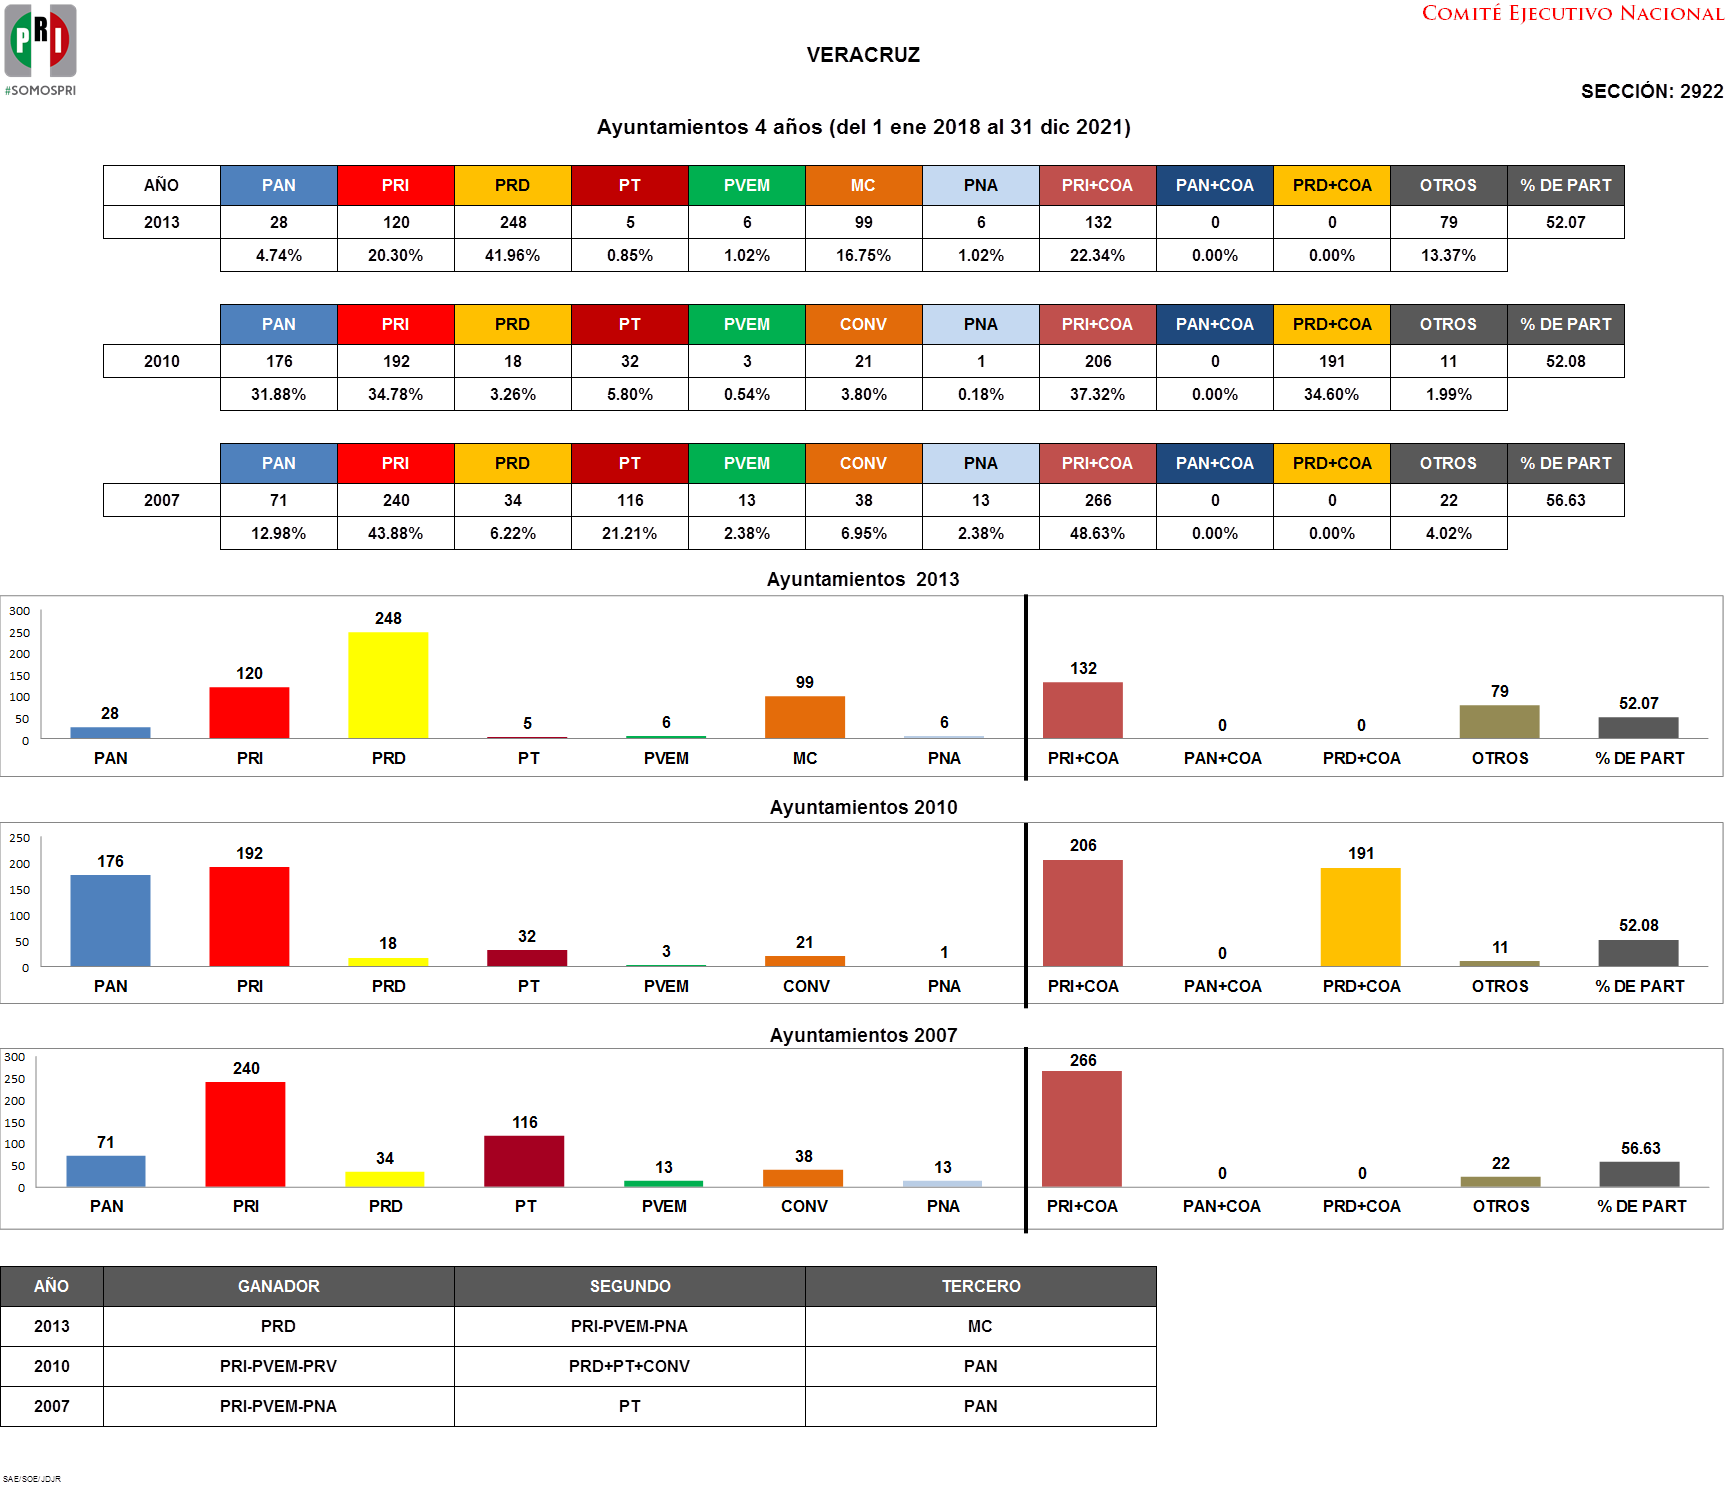 COMITÉ EJECUTIVO NACIONAL
PRI
#SOMOSPRI
VERACRUZ
SECCIÓN: 2922
Ayuntamientos 4 años (del 1 ene 2018 al 31 dic 2021)
AÑO PAN PRI PRD PT PVEM MC PNA PRI+COA PAN+COA PRD+COA OTROS % DE PART
2013 28 120 248 5 6 99 6 132 0 0 79 52.07
4.74% 20.30% 41.96% 0.85% 1.02% 16.75% 1.02% 22.34% 0.00% 0.00% 13.37%
PAN PRI PRD PT PVEM CONV PNA PRI+COA PAN+COA PRD+COA OTROS % DE PART
2010 176 192 18 32 3 21 1 206 0 191 11 52.08
31.88% 34.78% 3.26% 5.80% 0.54% 3.80% 0.18% 37.32% 0.00% 34.60% 1.99%
PAN PRI PRD PT PVEM CONV PNA PRI+COA PAN+COA PRD+COA OTROS % DE PART
2007 71 240 34 116 13 38 13 266 0 0 22 56.63
12.98% 43.88% 6.22% 21.21% 2.38% 6.95% 2.38% 48.63% 0.00% 0.00% 4.02%
Ayuntamientos 2013
300
250
200
150
100
50
0
28 120 248 5 6 99 6 132 0 0 79 52.07
PAN PRI PRD PT PVEM MC PNA PRI+COA PAN+COA PRD+COA OTROS % DE PART
Ayuntamientos 2010
250
200
150
100
50
0
176 192 18 32 3 21 1 206 0 191 11 52.08
PAN PRI PRD PT PVEM CONV PNA PRI+COA PAN+COA PRD+COA OTROS % DE PART
Ayuntamientos 2007
300
250
200
150
100
50
0
71 240 34 116 13 38 13 266 0 0 22 56.63
PAN PRI PRD PT PVEM CONV PNA PRI+COA PAN+COA PRD+COA OTROS % DE PART
AÑO GANADOR SEGUNDO TERCERO
2013 PRD PRI-PVEM-PNA MC
2010 PRI-PVEM-PRV PRD+PT+CONV PAN
2007 PRI-PVEM-PNA PT PAN
SAE/SOE/JDJR